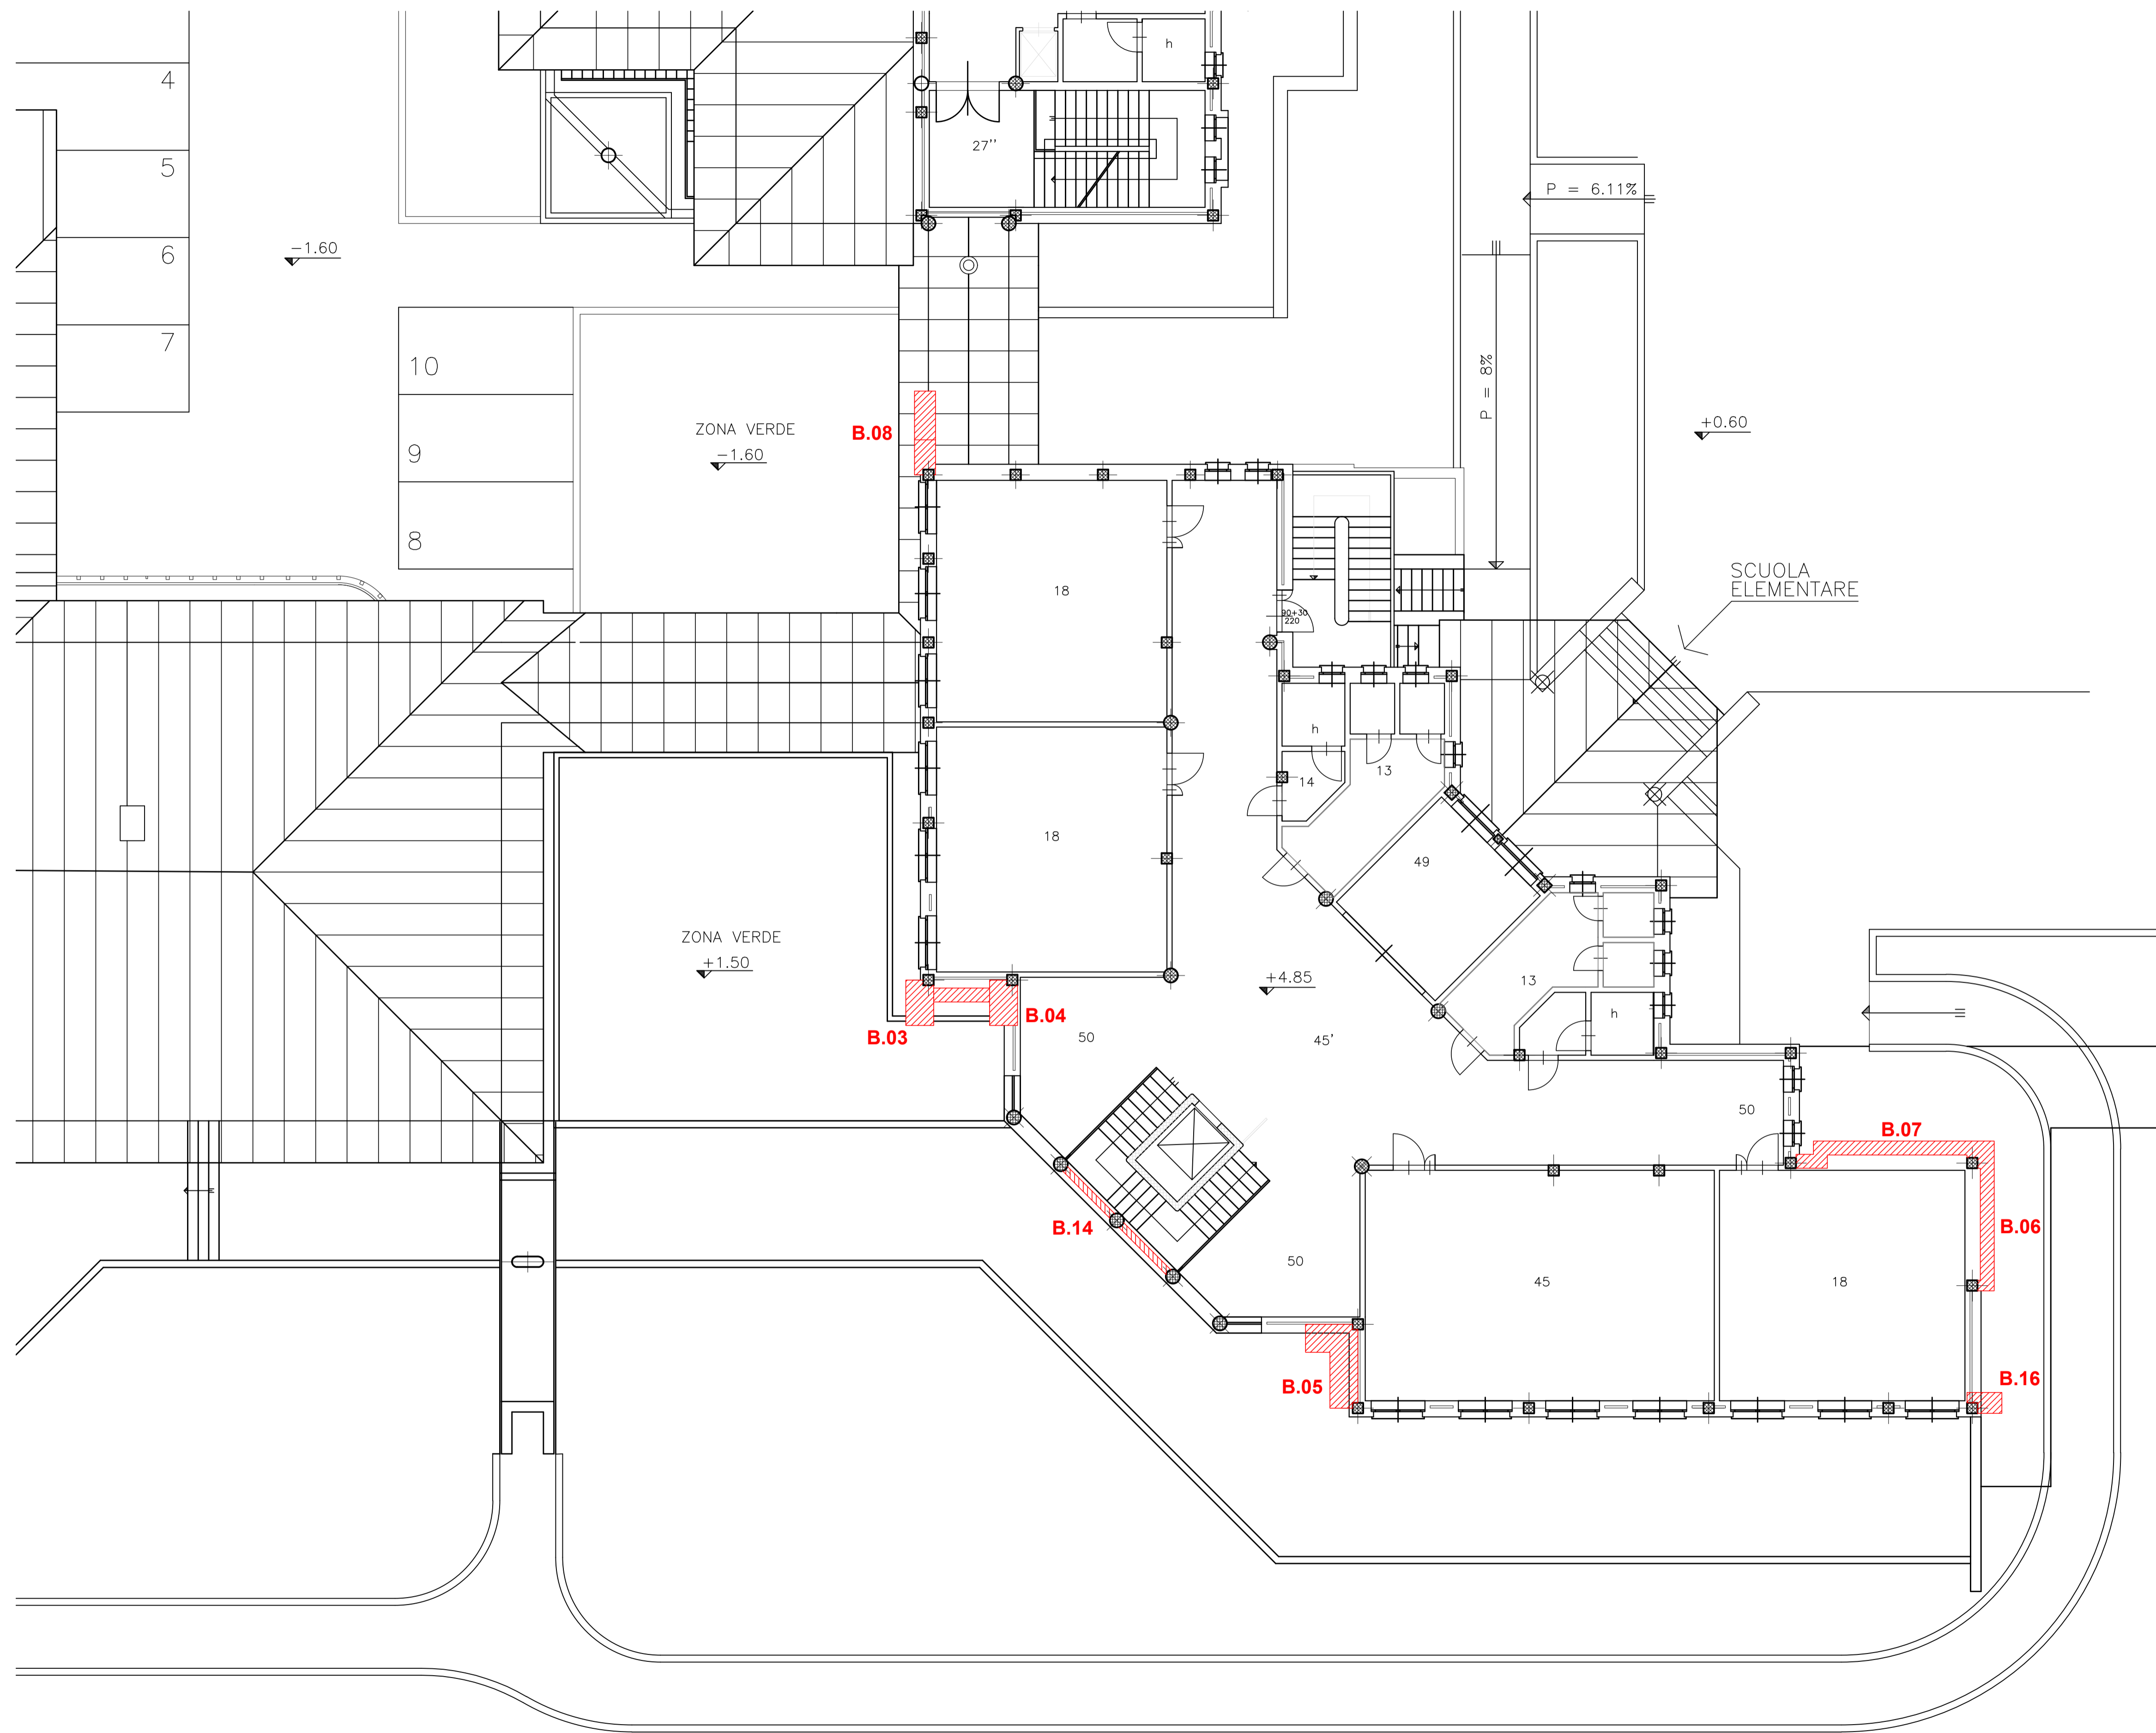 h
4
27''
5
P = 6.11%
−1.60
6
7
P = 8%
10
+0.60
ZONA VERDE
−1.60
B.08
9
8
SCUOLA
ELEMENTARE
18
90+30
220
h
13
14
18
49
ZONA VERDE
+1.50
+4.85
13
h
B.04
B.03
50
45'
50
B.07
B.14
B.06
50
45
18
B.05
B.16